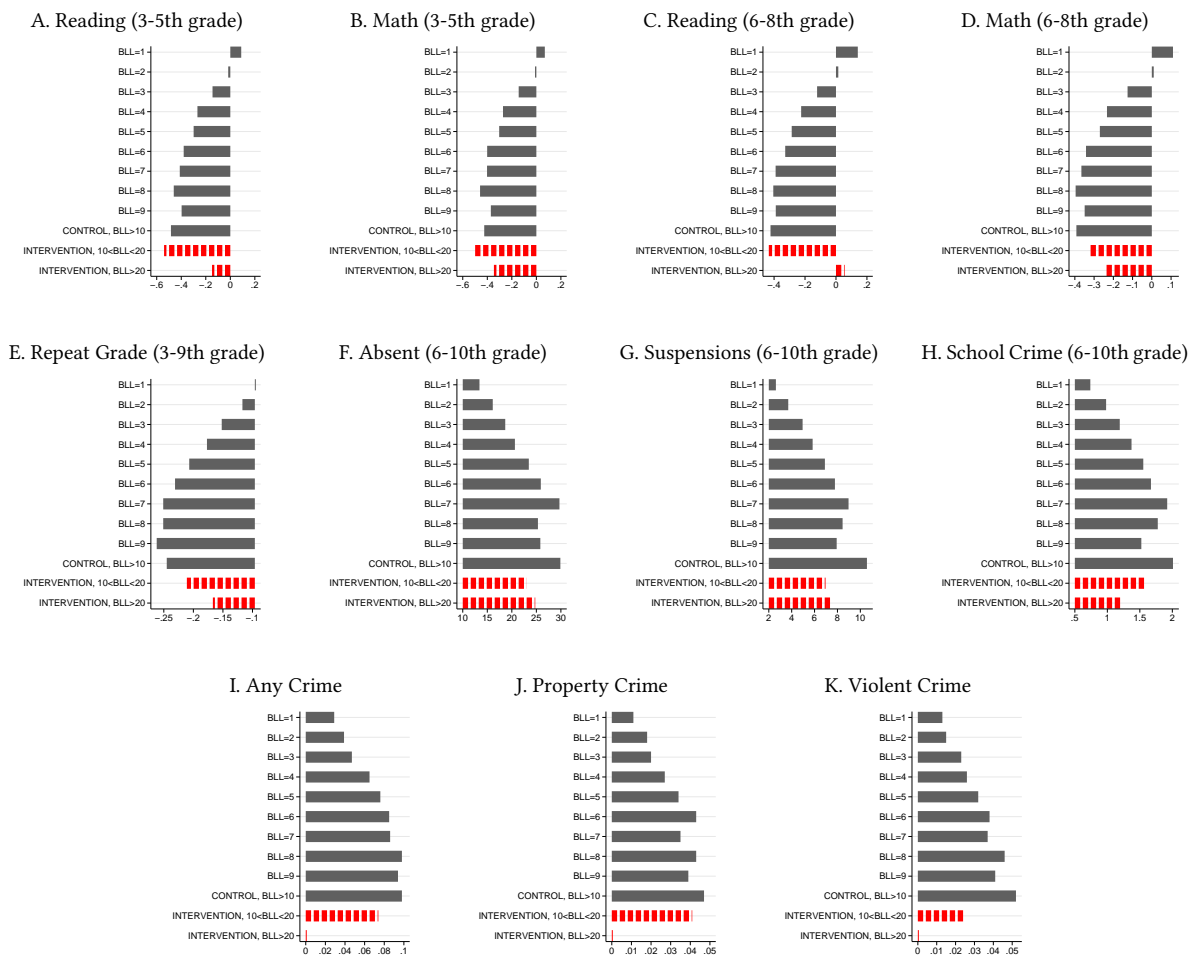 A. Reading (3-5th grade)
BLL=1
BLL=2
BLL=3
BLL=4
BLL=5
BLL=6
BLL=7
BLL=8
BLL=9
CONTROL, BLL>10
INTERVENTION, 10<BLL<20
INTERVENTION, BLL>20
−.6 −.4 −.2 0 .2
B. Math (3-5th grade)
BLL=1
BLL=2
BLL=3
BLL=4
BLL=5
BLL=6
BLL=7
BLL=8
BLL=9
CONTROL, BLL>10
INTERVENTION, 10<BLL<20
INTERVENTION, BLL>20
−.6 −.4 −.2 0 .2
C. Reading (6-8th grade)
BLL=1
BLL=2
BLL=3
BLL=4
BLL=5
BLL=6
BLL=7
BLL=8
BLL=9
CONTROL, BLL>10
INTERVENTION, 10<BLL<20
INTERVENTION, BLL>20
−.4 −.2 0 .2
D. Math (6-8th grade)
BLL=1
BLL=2
BLL=3
BLL=4
BLL=5
BLL=6
BLL=7
BLL=8
BLL=9
CONTROL, BLL>10
INTERVENTION, 10<BLL<20
INTERVENTION, BLL>20
−.4 −.3 −.2 −.1 0 .1
E. Repeat Grade (3-9th grade)
BLL=1
BLL=2
BLL=3
BLL=4
BLL=5
BLL=6
BLL=7
BLL=8
BLL=9
CONTROL, BLL>10
INTERVENTION, 10<BLL<20
INTERVENTION, BLL>20
−.25 −.2 −.15 −.1
F. Absent (6-10th grade)
BLL=1
BLL=2
BLL=3
BLL=4
BLL=5
BLL=6
BLL=7
BLL=8
BLL=9
CONTROL, BLL>10
INTERVENTION, 10<BLL<20
INTERVENTION, BLL>20
10 15 20 25 30
G. Suspensions (6-10th grade)
BLL=1
BLL=2
BLL=3
BLL=4
BLL=5
BLL=6
BLL=7
BLL=8
BLL=9
CONTROL, BLL>10
INTERVENTION, 10<BLL<20
INTERVENTION, BLL>20
2 4 6 8 10
H. School Crime (6-10th grade)
BLL=1
BLL=2
BLL=3
BLL=4
BLL=5
BLL=6
BLL=7
BLL=8
BLL=9
CONTROL, BLL>10
INTERVENTION, 10<BLL<20
INTERVENTION, BLL>20
.5 1 1.5 2
I. Any Crime
BLL=1
BLL=2
BLL=3
BLL=4
BLL=5
BLL=6
BLL=7
BLL=8
BLL=9
CONTROL, BLL>10
INTERVENTION, 10<BLL<20
INTERVENTION, BLL>20
0 .02 .04 .06 .08 .1
J. Property Crime
BLL=1
BLL=2
BLL=3
BLL=4
BLL=5
BLL=6
BLL=7
BLL=8
BLL=9
CONTROL, BLL>10
INTERVENTION, 10<BLL<20
INTERVENTION, BLL>20
0 .01 .02 .03 .04 .05
K. Violent Crime
BLL=1
BLL=2
BLL=3
BLL=4
BLL=5
BLL=6
BLL=7
BLL=8
BLL=9
CONTROL, BLL>10
INTERVENTION, 10<BLL<20
INTERVENTION, BLL>20
0 .01 .02 .03 .04 .05